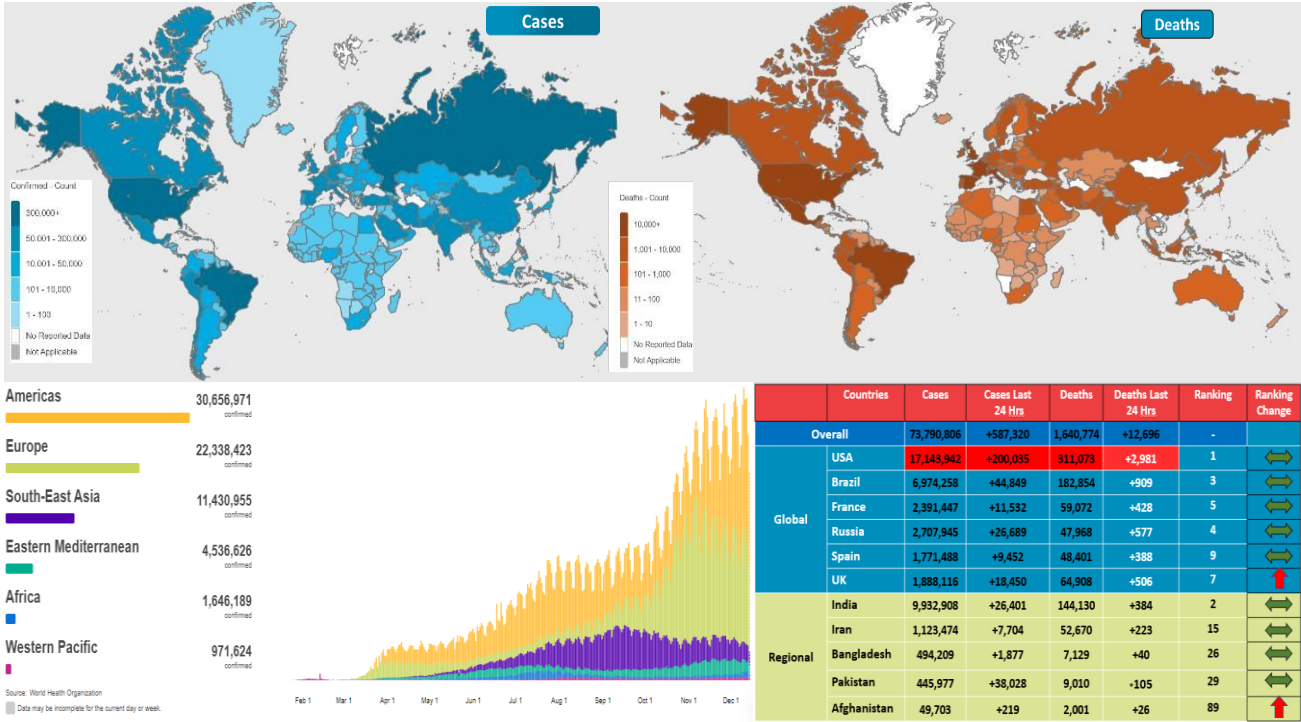 Cases
Deaths
Confirmed - Count
300,000+
50.001 - 300.000
10.001 - 50,000
101 - 10,000
1 - 100
No Reported Data
Not Applicable
Deaths - Count
10,000+
1.001 - 10,000
101 - 1,000
11 - 100
1 - 10
No Reported Data
Not Applicable
Americas 30,656,971
confirmed
Europe 22,338,423
confirmed
South-East Asia 11,430,955
confirmed
Eastern Mediterranean 4,536,626
confirmed
Africa 1,646,189
confirmed
Western Pacific 971,624
confirmed
Source: World Health Organization
Data may be incomplete for the current day or week.
Feb 1 Mar 1 Apr 1 May 1 Jun 1 Jul 1 Aug 1 Sep 1 Oct 1 Nov 1 Dec 1
Countries Cases Cases Last 24 Hrs Deaths Deaths Last 24 Hrs Ranking Ranking Change
Overall 73,790,806 +587,320 1,640,774 +12,696 -
Global
USA 17,143,942 +200,035 311,073 +2,981 1
Brazil 6,974,258 +44,849 182,854 +909 3
France 2,391,447 +11,532 59,072 +428 5
Russia 2,707,945 +26,689 47,968 +577 4
Spain 1,771,488 +9,452 48,401 +388 9
UK 1,888,116 +18,450 64,908 +506 7
Regional
India 9,932,908 +26,401 144,130 +384 2
Iran 1,123,474 +7,704 52,670 +223 15
Bangladesh 494,209 +1,877 7,129 +40 26
Pakistan 445,977 +38,028 9,010 +105 29
Afghanistan 49,703 +219 2,001 +26 89